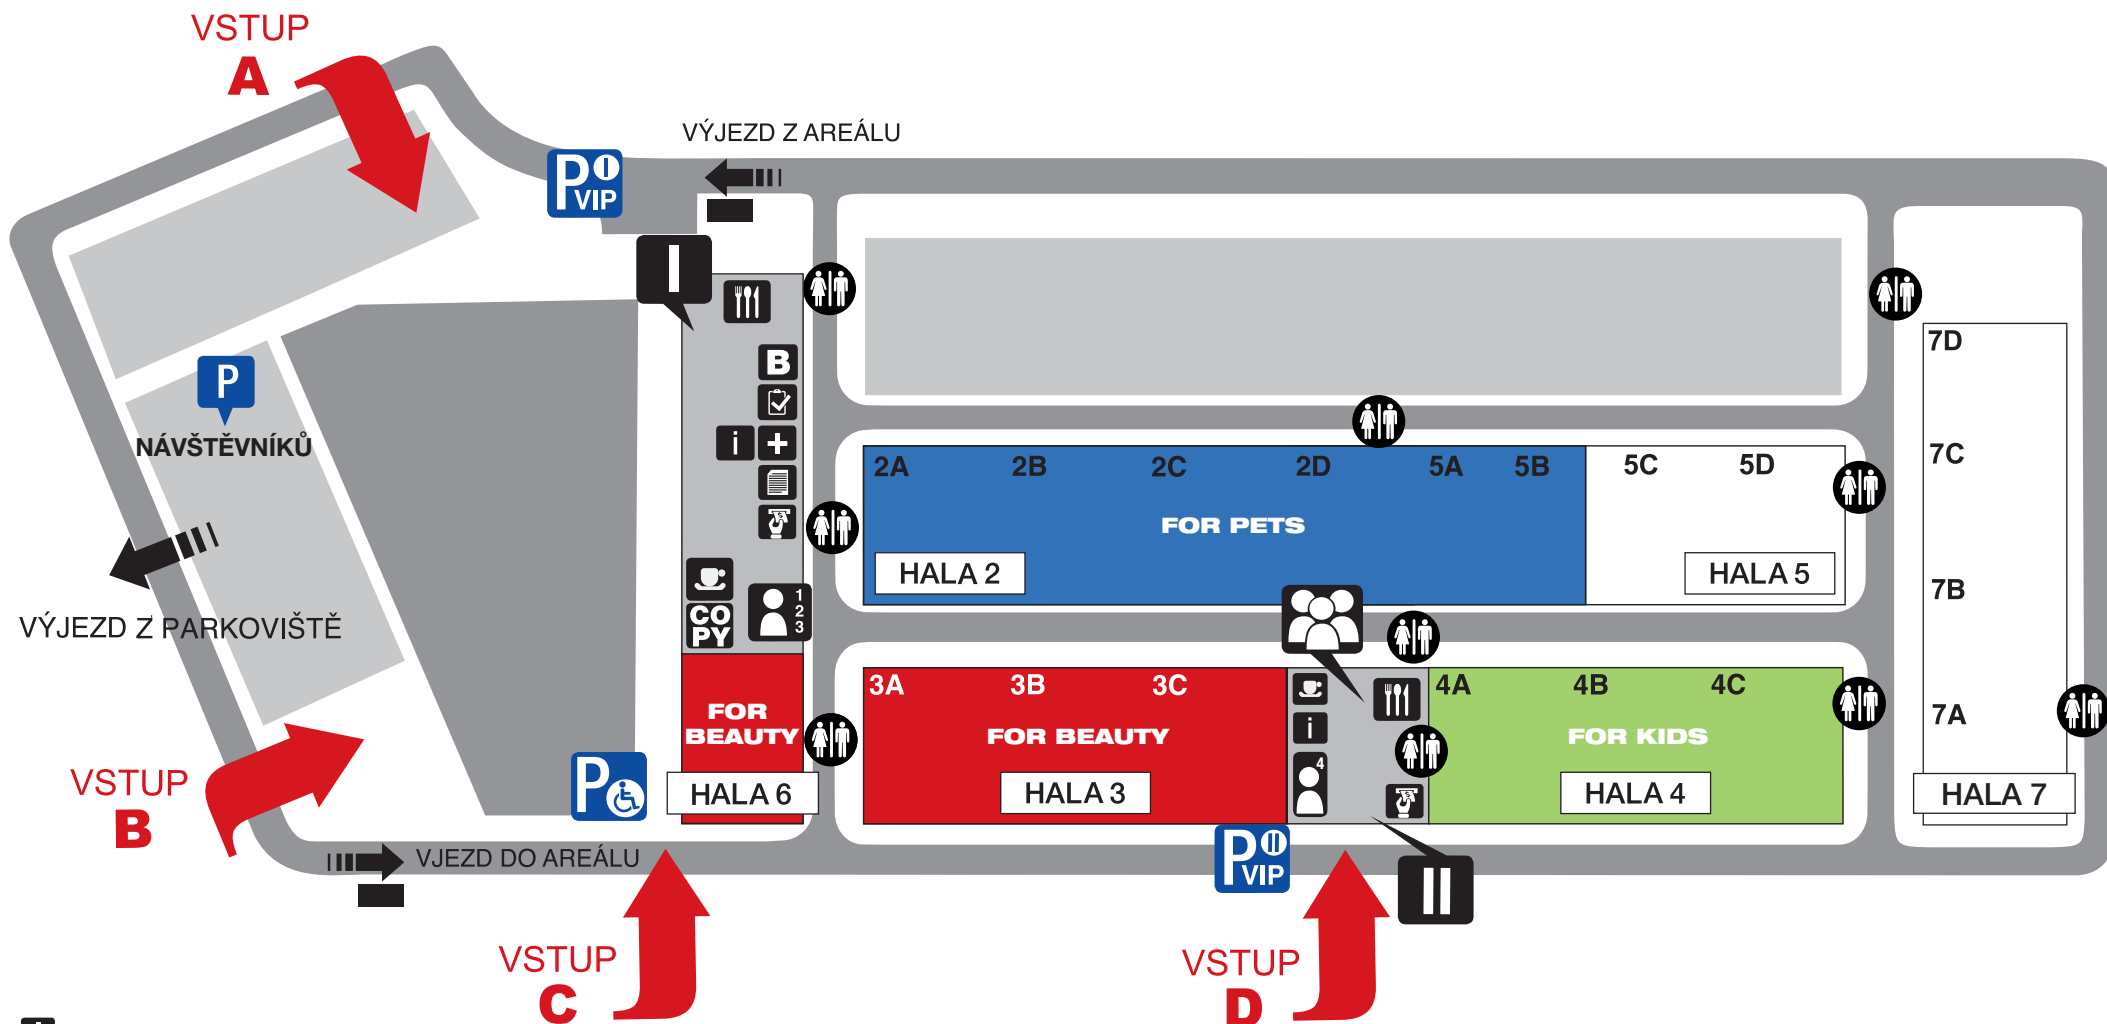 VSTUP
A
VÝJEZD Z AREÁLU
P I
VIP
I
B
i
P
NÁVŠTĚVNÍKŮ
VÝJEZD Z PARKOVIŠTĚ
CO
PY
1
2
3
2A 2B 2C 2D 5A 5B 5C 5D
FOR PETS
HALA 2
HALA 5
7D
7C
7B
7A
HALA 7
FOR
BEAUTY
HALA 6
3A 3B 3C
FOR BEAUTY
HALA 3
i
4
4A 4B 4C
FOR KIDS
HALA 4
P
VSTUP
B
VJEZD DO AREÁLU
P II
VIP
II
VSTUP
C
VSTUP
D